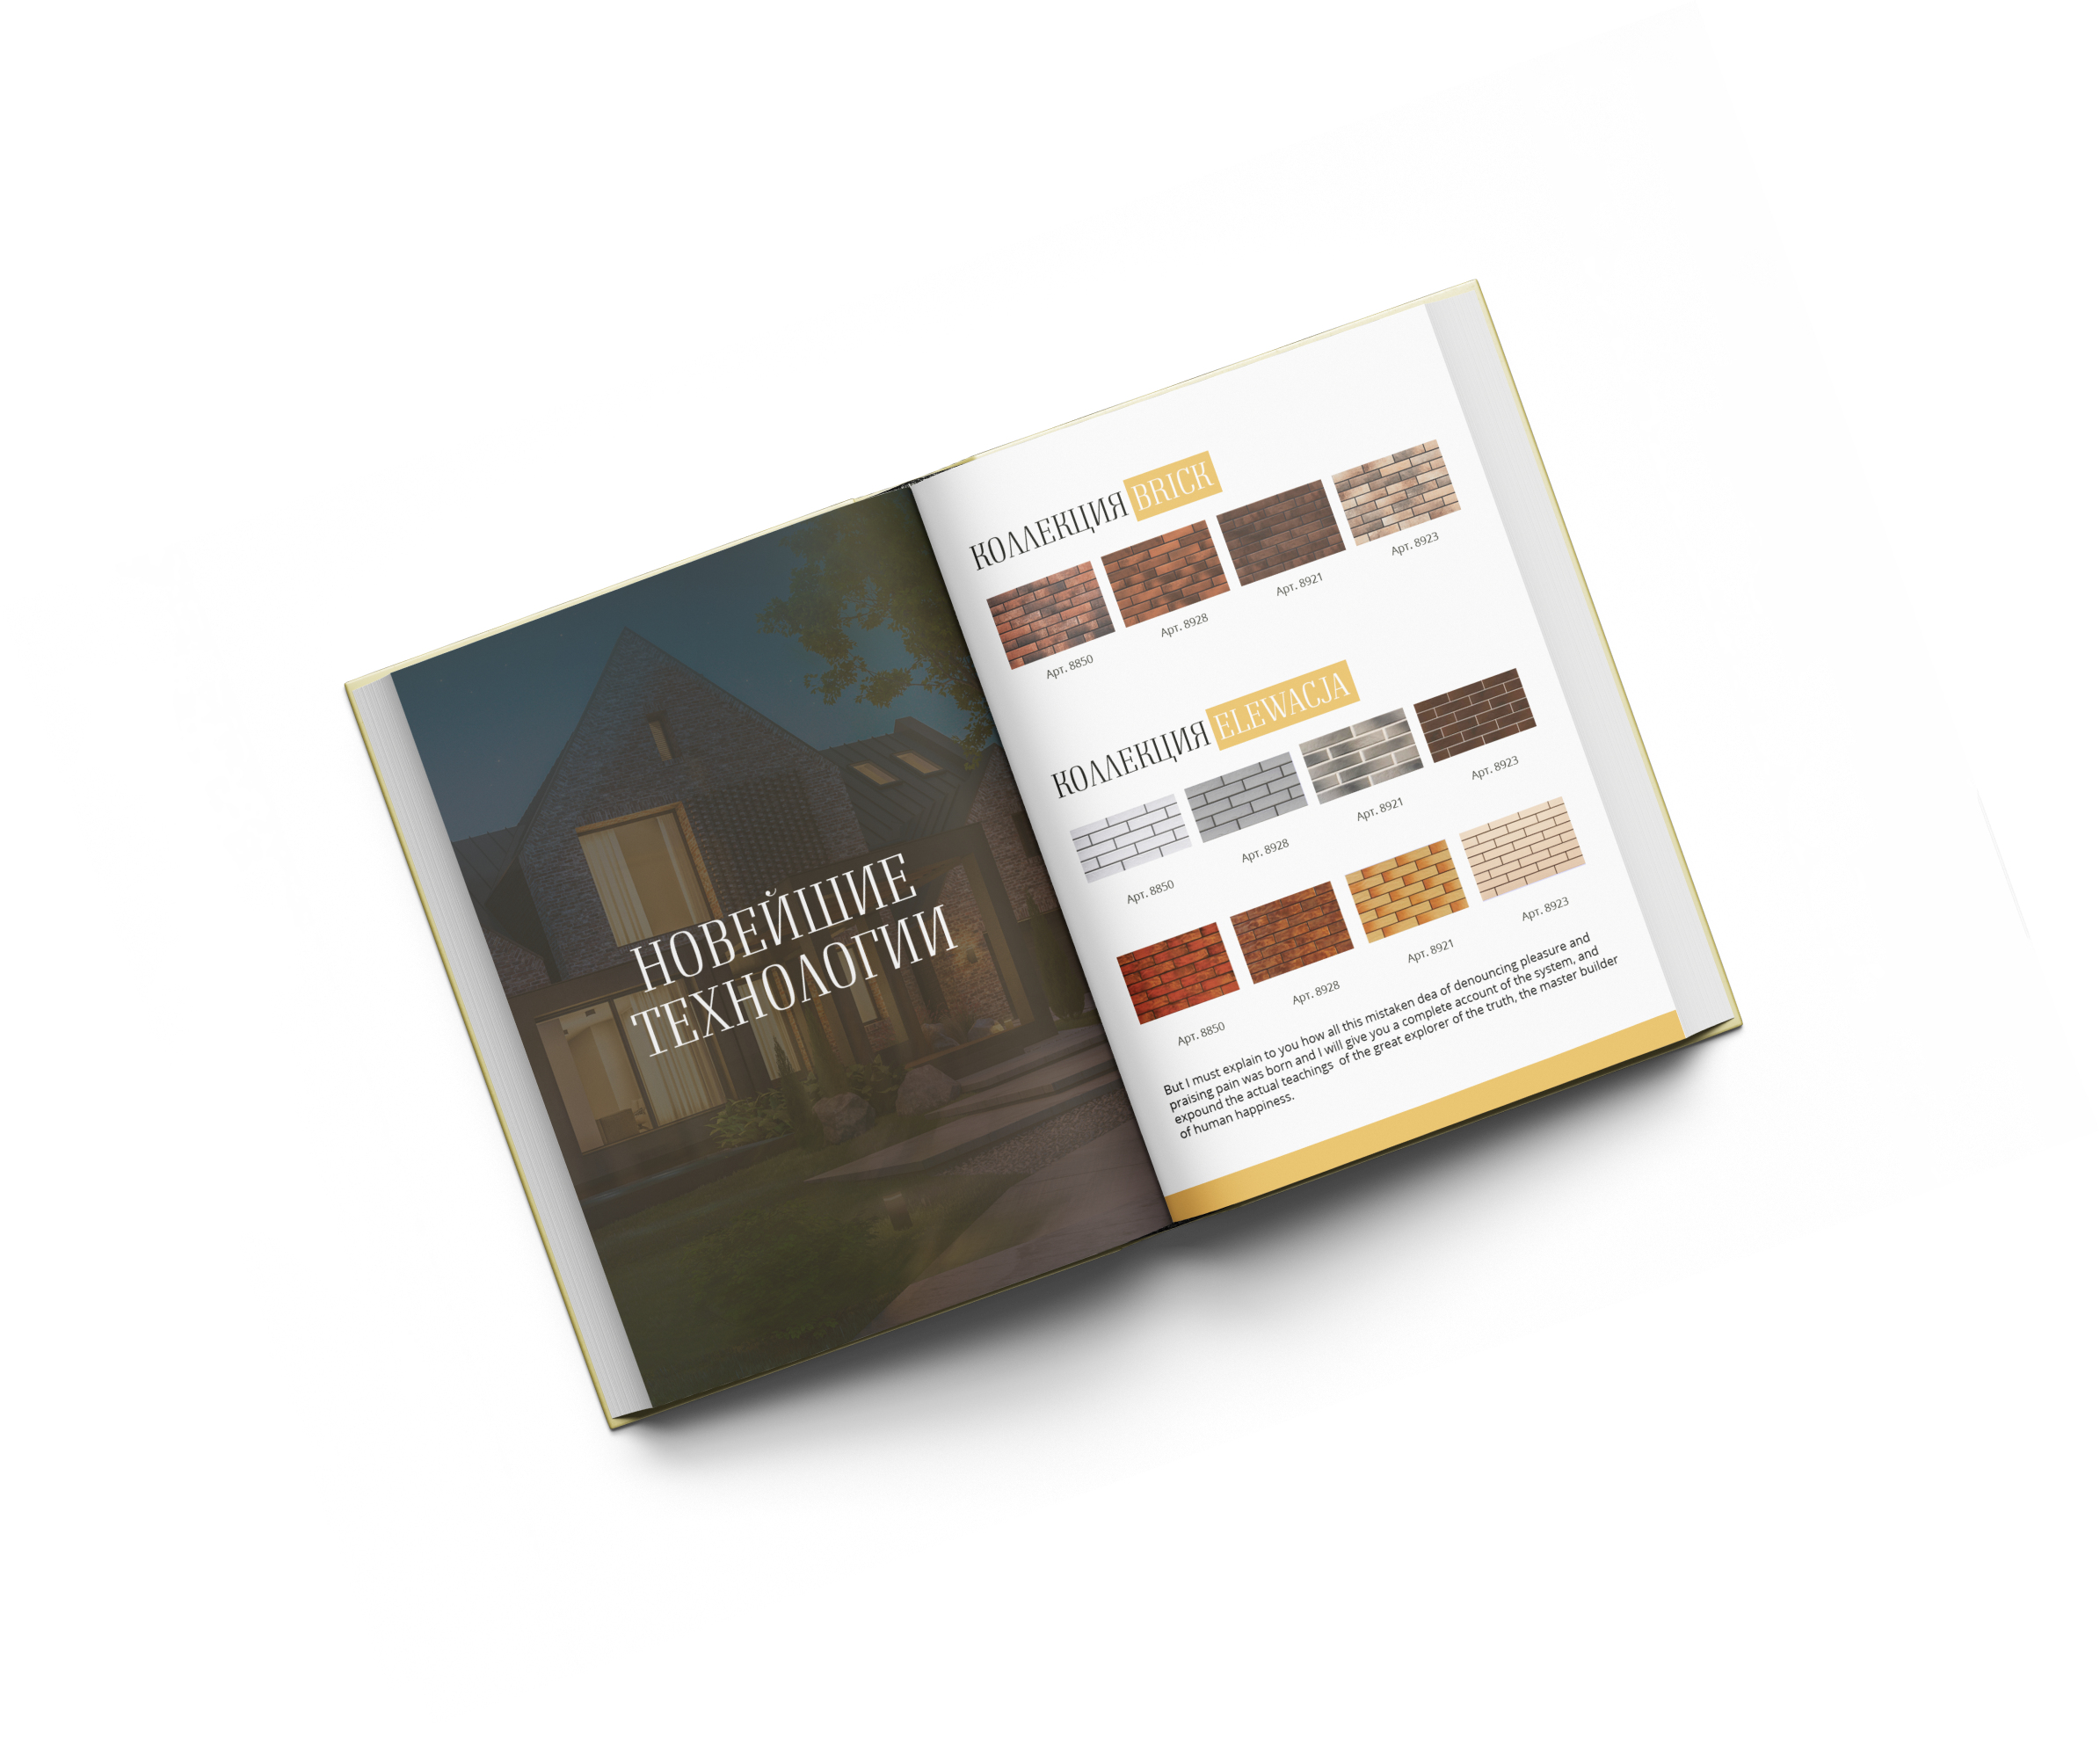 НОВЕЙШИЕ
ТЕХНОЛОГИИ
КОЛЛЕКЦИЯ BRICK
Арт. 8850 Арт. 8928 Арт. 8921 Арт. 8923
КОЛЛЕКЦИЯ ELEWACJA
Арт. 8850 Арт. 8928 Арт. 8921 Арт. 8923
Арт. 8850 Арт. 8928 Арт. 8921 Арт. 8923
But I must explain to you how all this mistaken dea of denouncing pleasure and
praising pain was born and I will give you a complete account of the system, and
expound the actual teachings of the great explorer of the truth, the master builder
of human happiness.